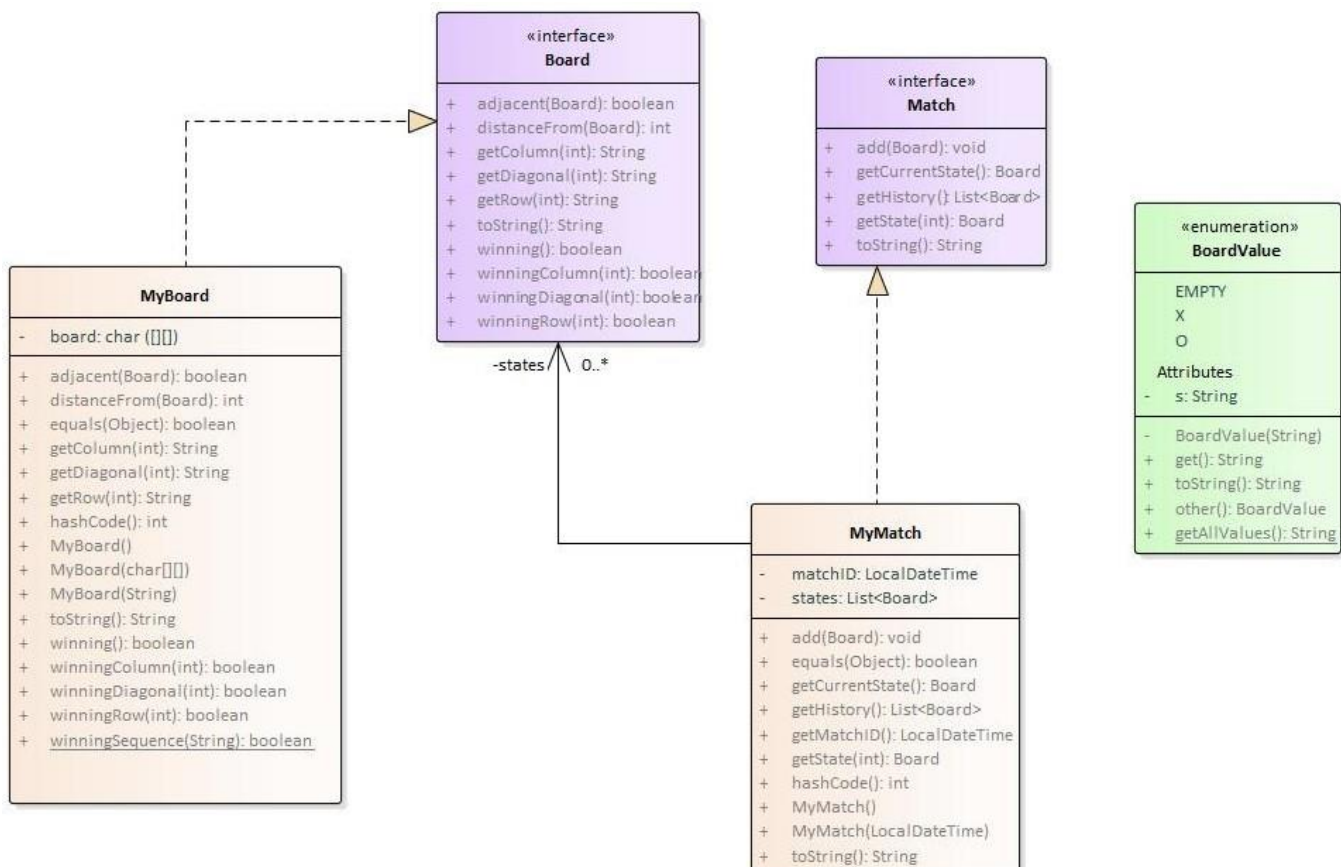 «interface»
Board
+ adjacent(Board): boolean
+ distanceFrom(Board): int
+ getColumn(int): String
+ getDiagonal(int): String
+ getRow(int): String
+ toString(): String
+ winning(): boolean
+ winningColumn(int): boolean
+ winningDiagonal(int): boolean
+ winningRow(int): boolean
«interface»
Match
+ add(Board): void
+ getCurrentState(): Board
+ getHistory(): List<Board>
+ getState(int): Board
+ toString(): String
«enumeration»
BoardValue
EMPTY
X
O
Attributes
- s: String
- BoardValue(String)
+ get(): String
+ toString(): String
+ other(): BoardValue
+ getAllValues(): String
MyBoard
- board: char ([][])
+ adjacent(Board): boolean
+ distanceFrom(Board): int
+ equals(Object): boolean
+ getColumn(int): String
+ getDiagonal(int): String
+ getRow(int): String
+ hashCode(): int
+ MyBoard()
+ MyBoard(char[][])
+ MyBoard(String)
+ toString(): String
+ winning(): boolean
+ winningColumn(int): boolean
+ winningDiagonal(int): boolean
+ winningRow(int): boolean
+ winningSequence(String): boolean
-states 0..*
MyMatch
- matchID: LocalDateTime
- states: List<Board>
+ add(Board): void
+ equals(Object): boolean
+ getCurrentState(): Board
+ getHistory(): List<Board>
+ getMatchID(): LocalDateTime
+ getState(int): Board
+ hashCode(): int
+ MyMatch()
+ MyMatch(LocalDateTime)
+ toString(): String